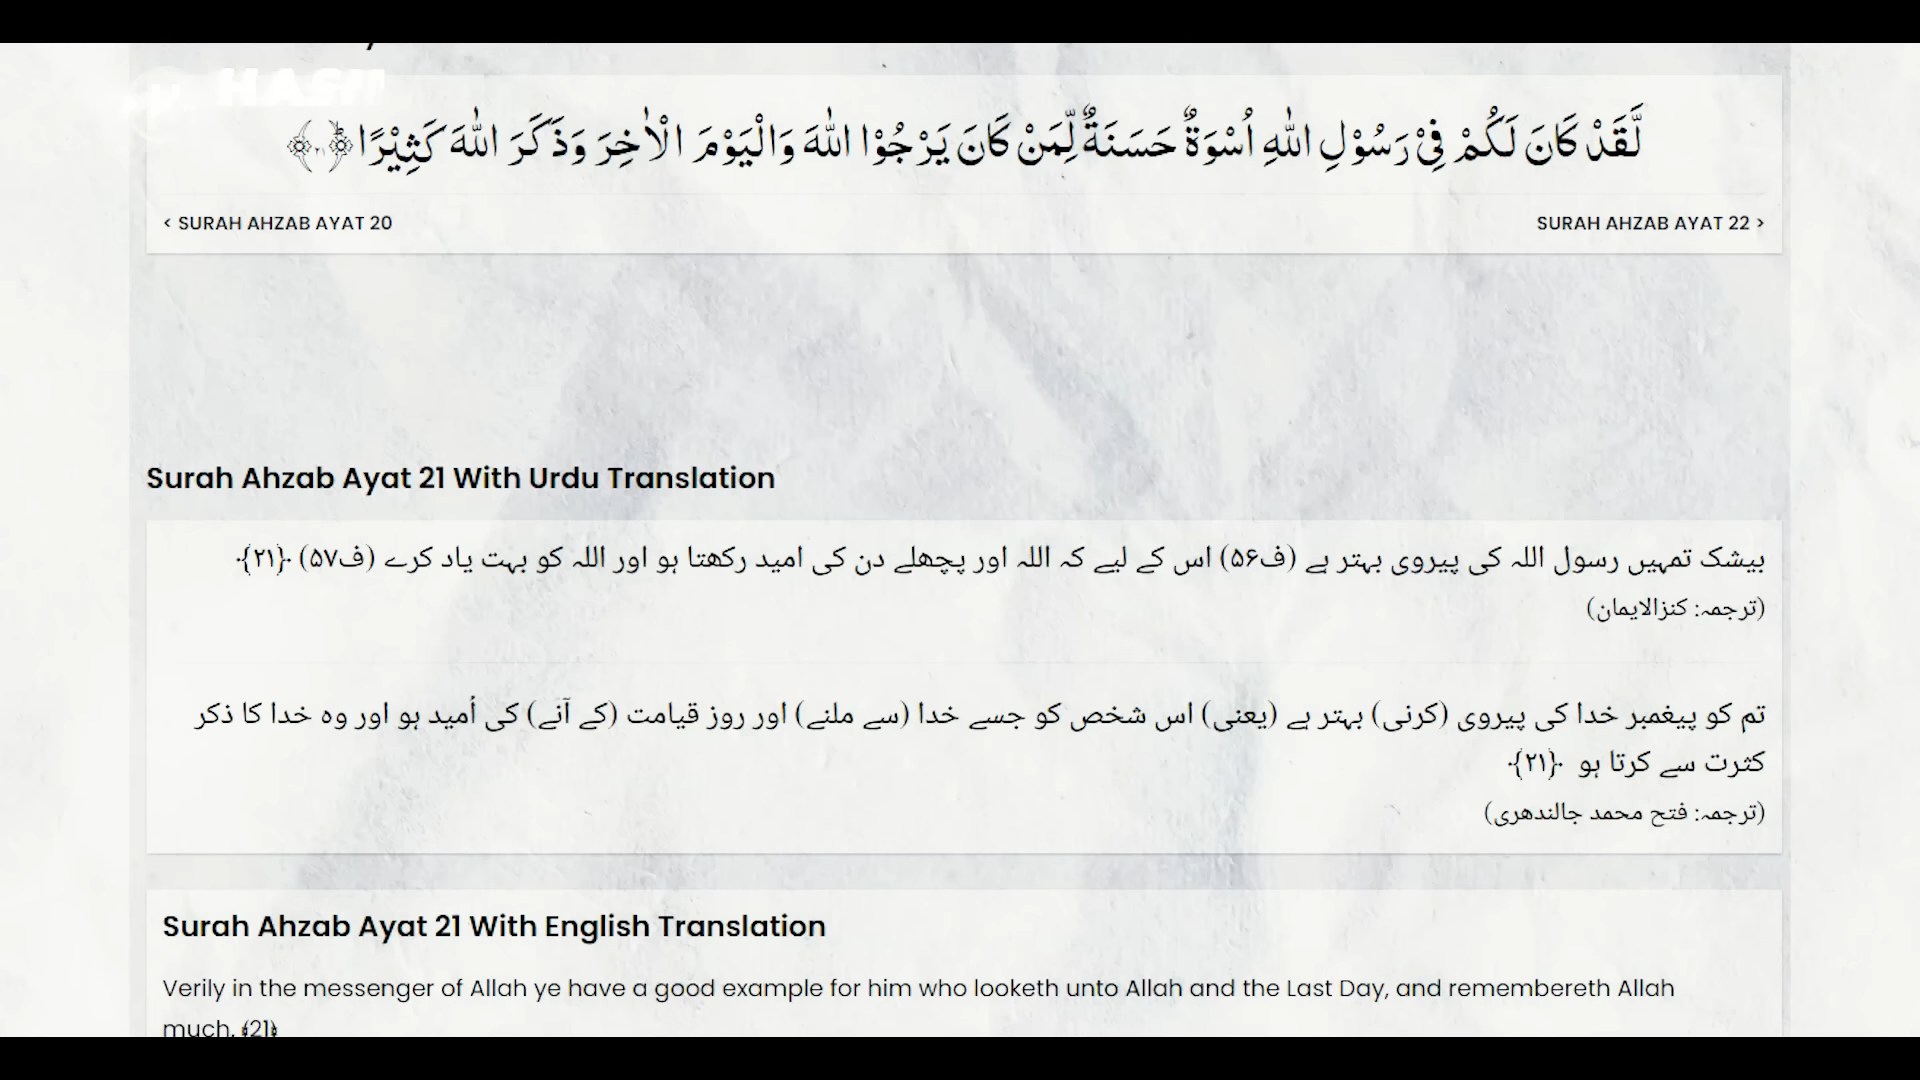 HASII
لَّقَدْ كَانَ لَكُمْ فِىْ رَسُوْلِ اللّٰهِ اُسْوَةٌ حَسَنَةٌ لِّمَنْ كَانَ يَرْجُوْا اللّٰهَ وَالْيَوْمَ الْاٰخِرَ وَذَكَرَ اللّٰهَ كَثِيْرًا ﴿۲۱﴾
< SURAH AHZAB AYAT 20
SURAH AHZAB AYAT 22 >
Surah Ahzab Ayat 21 With Urdu Translation
بیشک تمہیں رسول اللہ کی پیروی بہتر ہے (ف۵۶) اس کے لیے کہ اللہ اور پچھلے دن کی امید رکھتا ہو اور اللہ کو بہت یاد کرے (ف۵۷) ۰{۲۱}۰
(ترجمہ: کنزالایمان)
تم کو پیغمبر خدا کی پیروی (کرنی) بہتر ہے (یعنی) اس شخص کو جسے خدا (سے ملنے) اور روز قیامت (کے آنے) کی اُمید ہو اور وہ خدا کا ذکر
کثرت سے کرتا ہو ۰{۲۱}۰
(ترجمہ: فتح محمد جالندھری)
Surah Ahzab Ayat 21 With English Translation
Verily in the messenger of Allah ye have a good example for him who looketh unto Allah and the Last Day, and remembereth Allah
much. ﴾21﴿